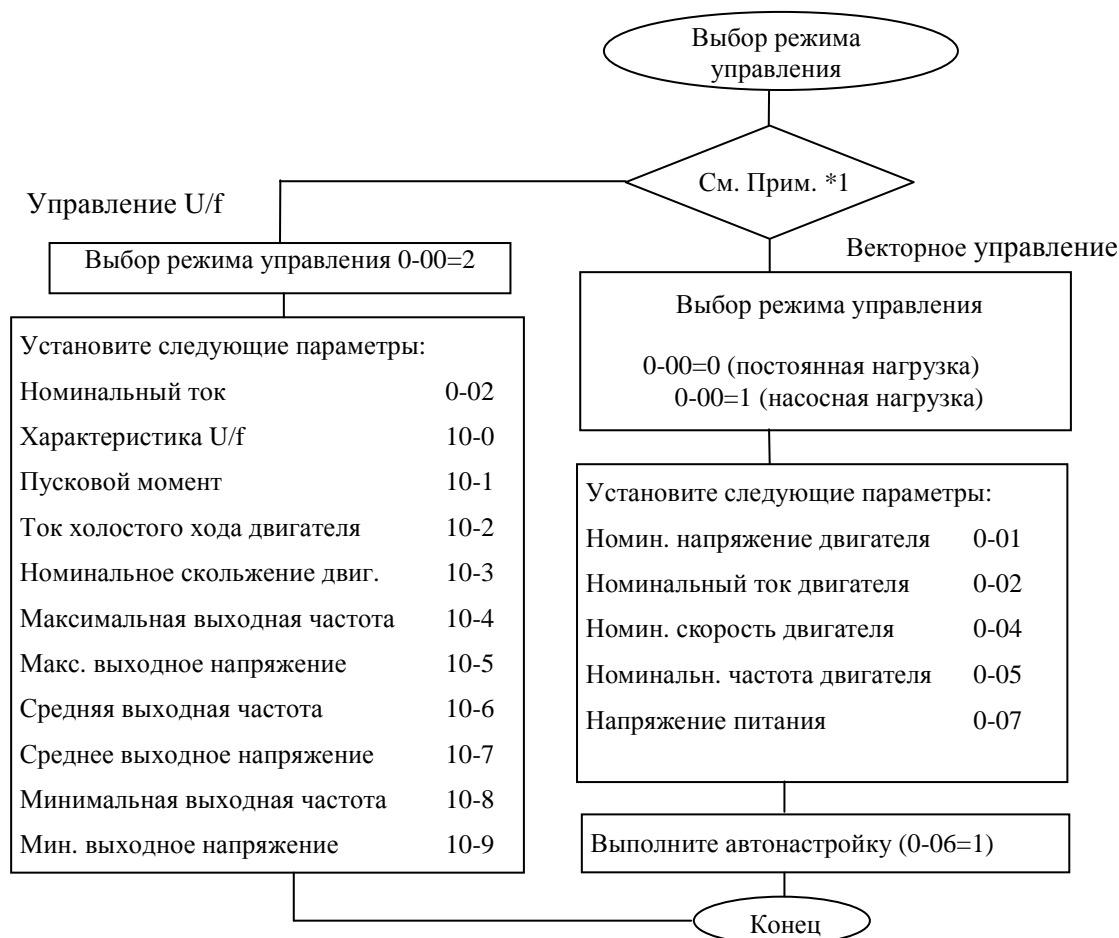 Выбор режима
управления
См. Прим. *1
Управление U/f
Выбор режима управления 0-00=2
Установите следующие параметры:
Номинальный ток 0-02
Характеристика U/f 10-0
Пусковой момент 10-1
Ток холостого хода двигателя 10-2
Номинальное скольжение двиг. 10-3
Максимальная выходная частота 10-4
Макс. выходное напряжение 10-5
Средняя выходная частота 10-6
Среднее выходное напряжение 10-7
Минимальная выходная частота 10-8
Мин. выходное напряжение 10-9
Векторное управление
Выбор режима управления
0-00=0 (постоянная нагрузка)
0-00=1 (насосная нагрузка)
Установите следующие параметры:
Номин. напряжение двигателя 0-01
Номинальный ток двигателя 0-02
Номин. скорость двигателя 0-04
Номинальн. частота двигателя 0-05
Напряжение питания 0-07
Выполните автонастройку (0-06=1)
Конец